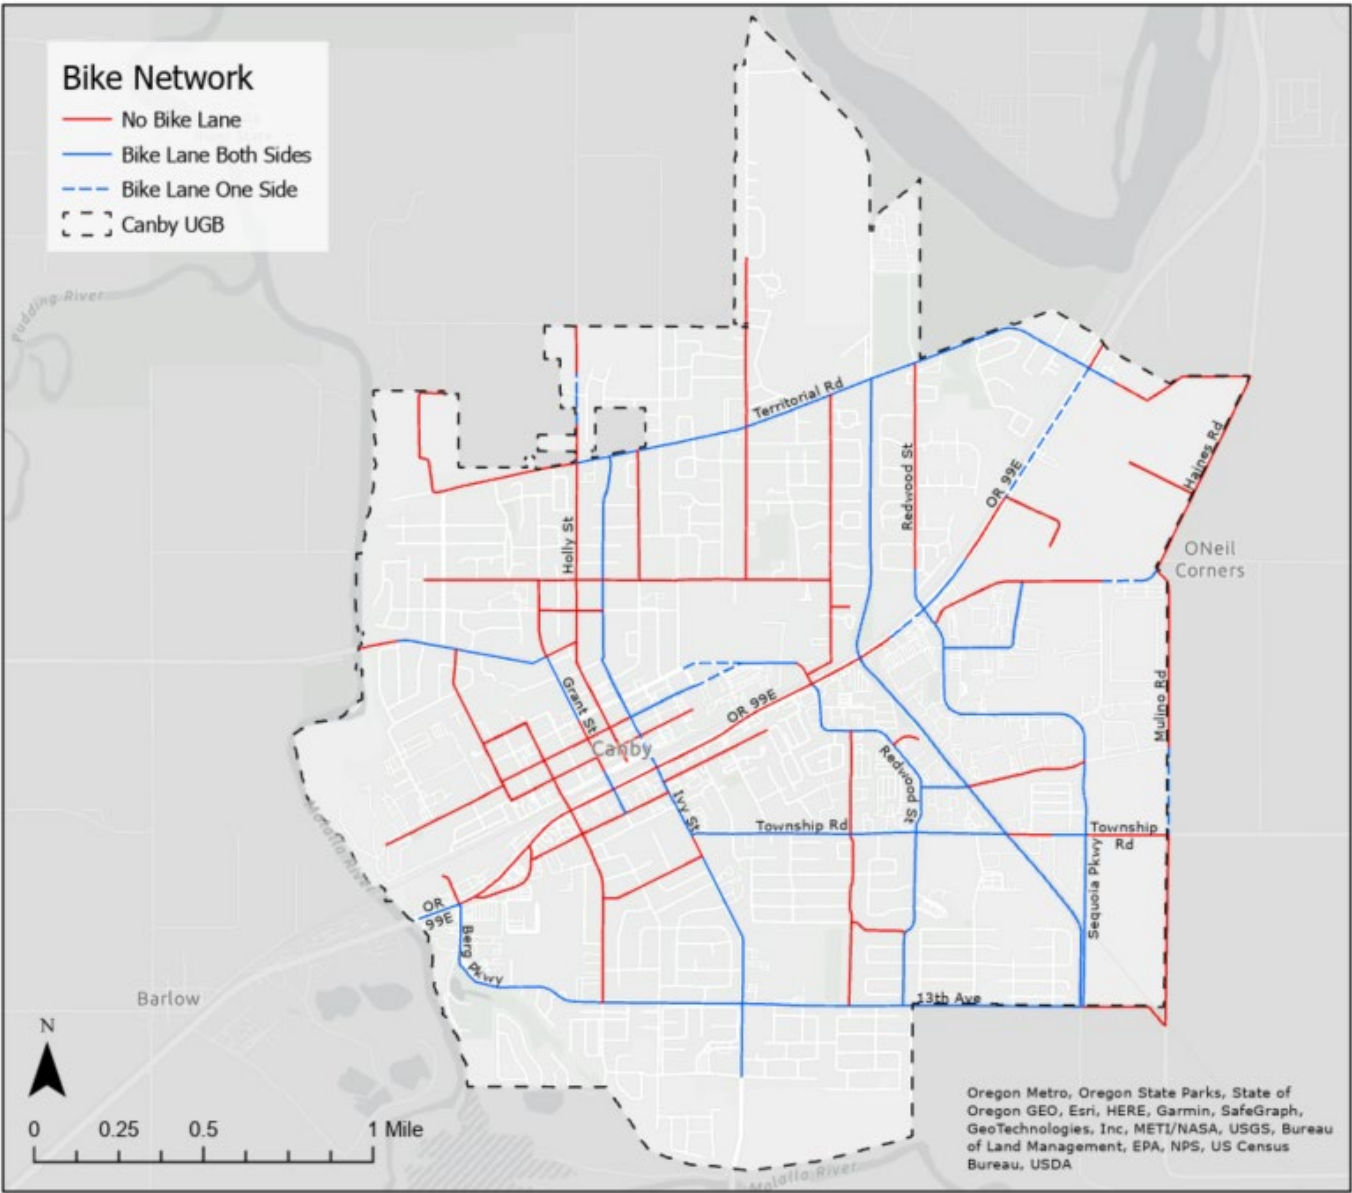 Bike Network
No Bike Lane
Bike Lane Both Sides
Bike Lane One Side
Canby UGB
Pudding River
Territorial Rd
Redwood St
OR 99E
Haines Rd
Holly St
ONeil
Corners
Grant St
OR 99E
Mulino Rd
Canby
Redwood St
Ivy St
Township Rd
Township
Rd
Molalla River
Sequoia Pkwy
OR
99E
Berg Pkwy
Barlow
13th Ave
N
0 0.25 0.5 1 Mile
Oregon Metro, Oregon State Parks, State of
Oregon GEO, Esri, HERE, Garmin, SafeGraph,
GeoTechnologies, Inc, METI/NASA, USGS, Bureau
of Land Management, EPA, NPS, US Census
Bureau, USDA
Molalla River